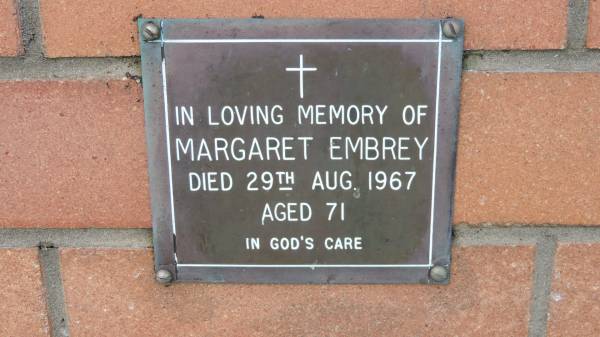 IN LOVING MEMORY OF
MARGARET EMBREY
DIED 29TH AUG. 1967
AGED 71
IN GOD'S CARE